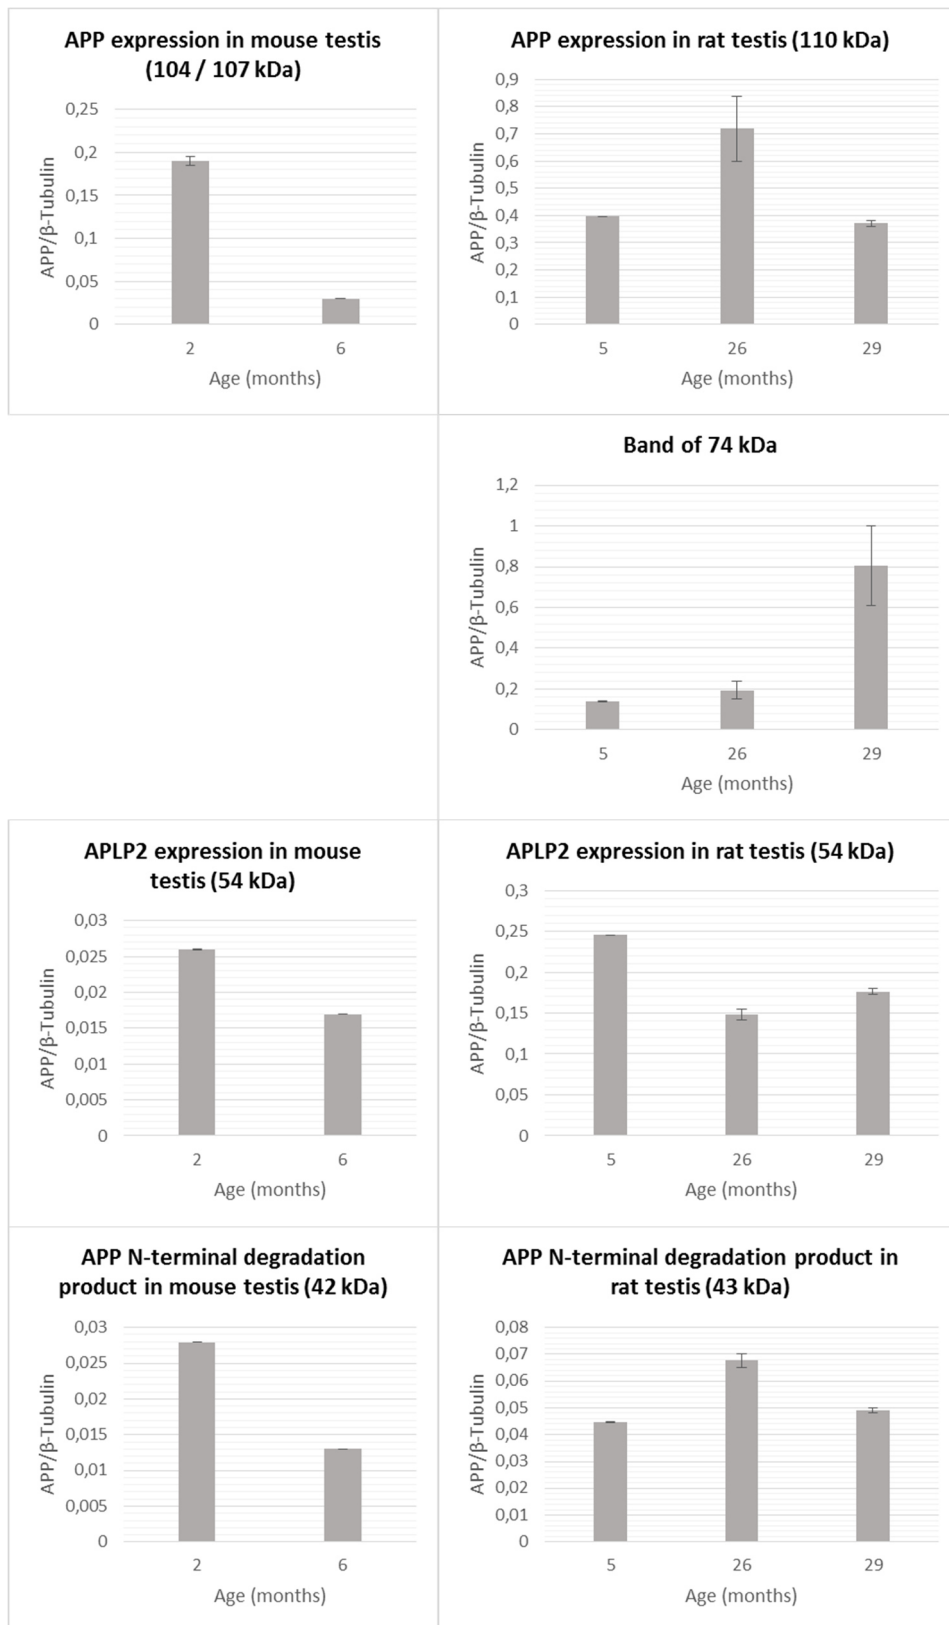 APP expression in mouse testis
(104 / 107 kDa)
0,25
0,2
0,15
0,1
0,05
0
APP/β-Tubulin
2 6
Age (months)
APP expression in rat testis (110 kDa)
0,9
0,8
0,7
0,6
0,5
0,4
0,3
0,2
0,1
0
APP/β-Tubulin
5 26 29
Age (months)
Band of 74 kDa
1,2
1
0,8
0,6
0,4
0,2
0
APP/β-Tubulin
5 26 29
Age (months)
APLP2 expression in mouse
testis (54 kDa)
0,03
0,025
0,02
0,015
0,01
0,005
0
APP/β-Tubulin
2 6
Age (months)
APLP2 expression in rat testis (54 kDa)
0,3
0,25
0,2
0,15
0,1
0,05
0
APP/β-Tubulin
5 26 29
Age (months)
APP N-terminal degradation
product in mouse testis (42 kDa)
0,03
0,025
0,02
0,015
0,01
0,005
0
APP/β-Tubulin
2 6
Age (months)
APP N-terminal degradation product in
rat testis (43 kDa)
0,08
0,07
0,06
0,05
0,04
0,03
0,02
0,01
0
APP/β-Tubulin
5 26 29
Age (months)